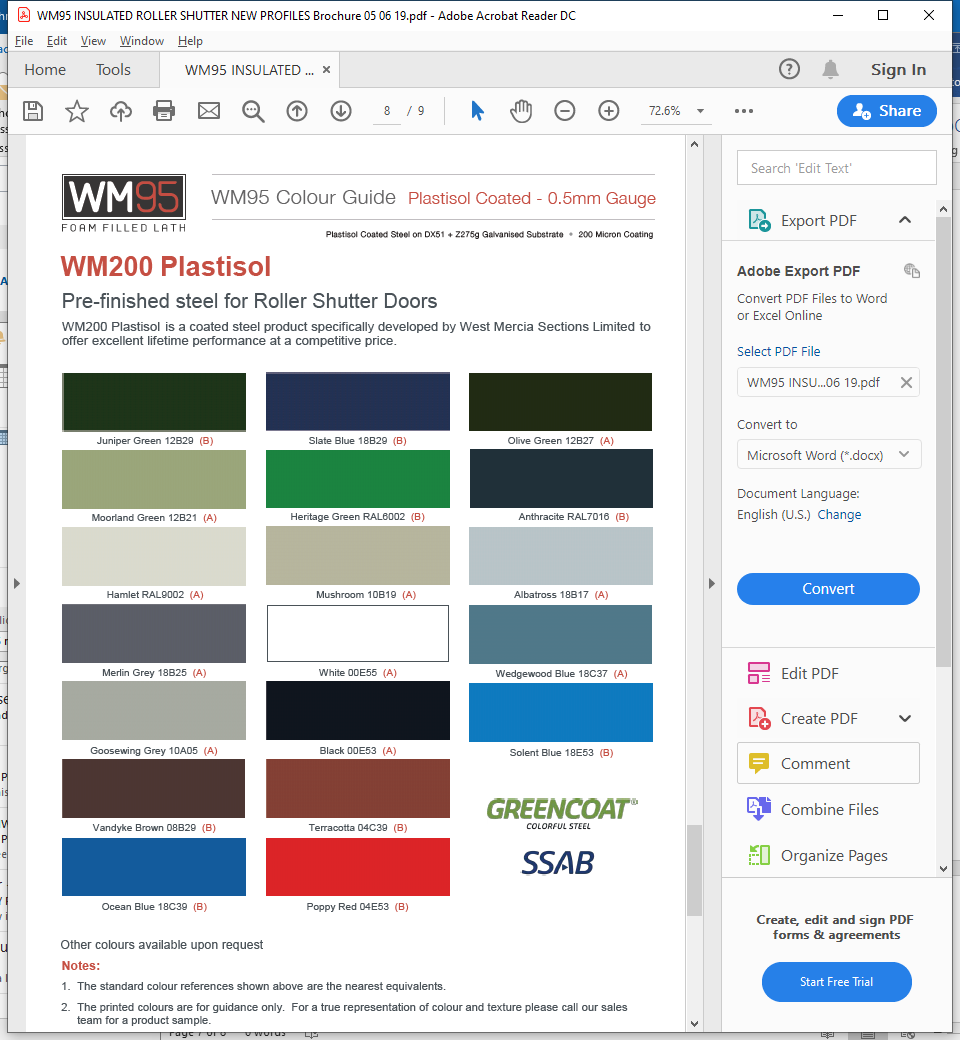 WM95 INSULATED ROLLER SHUTTER NEW PROFILES Brochure 05 06 19.pdf - Adobe Acrobat Reader DC
File Edit View Window Help
Home Tools WM95 INSULATED ... × Sign In
8 / 9 72.6% Share
WM95
FOAM FILLED LATH
WM95 Colour Guide Plastisol Coated - 0.5mm Gauge
Plastisol Coated Steel on DX51 + Z275g Galvanised Substrate • 200 Micron Coating
WM200 Plastisol
Pre-finished steel for Roller Shutter Doors
WM200 Plastisol is a coated steel product specifically developed by West Mercia Sections Limited to
offer excellent lifetime performance at a competitive price.
Juniper Green 12B29 (B) Slate Blue 18B29 (B) Olive Green 12B27 (A)
Moorland Green 12B21 (A) Heritage Green RAL6002 (B) Anthracite RAL7016 (B)
Hamlet RAL9002 (A) Mushroom 10B19 (A) Albatross 18B17 (A)
Merlin Grey 18B25 (A) White 00E55 (A) Wedgewood Blue 18C37 (A)
Goosewing Grey 10A05 (A) Black 00E53 (A) Solent Blue 18E53 (B)
Vandyke Brown 08B29 (B) Terracotta 04C39 (B)
GREENCOAT®
COLORFUL STEEL
SSAB
Ocean Blue 18C39 (B) Poppy Red 04E53 (B)
Other colours available upon request
Notes:
1. The standard colour references shown above are the nearest equivalents.
2. The printed colours are for guidance only. For a true representation of colour and texture please call our sales
team for a product sample.
Search 'Edit Text'
Export PDF
Adobe Export PDF
Convert PDF Files to Word
or Excel Online
Select PDF File
WM95 INSU...06 19.pdf
Convert to
Microsoft Word (*.docx)
Document Language:
English (U.S.) Change
Convert
Edit PDF
Create PDF
Comment
Combine Files
Organize Pages
Create, edit and sign PDF
forms & agreements
Start Free Trial